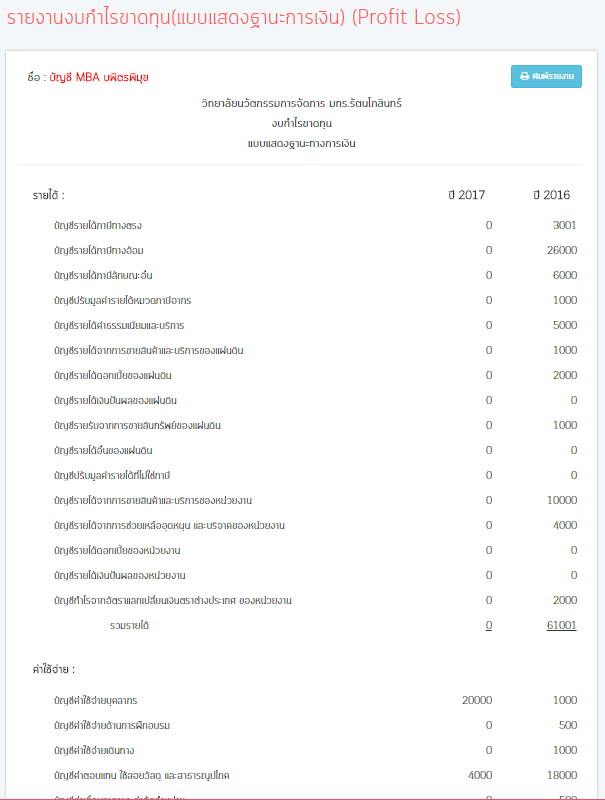 รายงานงบกำไรขาดทุน(แบบแสดงฐานะการเงิน) (Profit Loss)
ชื่อ : บัญชี MBA บพิตรพิมุข
พิมพ์รายงาน
วิทยาลัยนวัตกรรมการจัดการ มทร.รัตนโกสินทร์
งบกำไรขาดทุน
แบบแสดงฐานะทางการเงิน
รายได้ : ปี 2017 ปี 2016
บัญชีรายได้ภาษีทางตรง 0 3001
บัญชีรายได้ภาษีทางอ้อม 0 26000
บัญชีรายได้ภาษีลักษณะอื่น 0 6000
บัญชีปรับมูลค่ารายได้หมวดภาษีอากร 0 1000
บัญชีรายได้ค่าธรรมเนียมและบริการ 0 5000
บัญชีรายได้จากการขายสินค้าและบริการของแผ่นดิน 0 1000
บัญชีรายได้ดอกเบี้ยของแผ่นดิน 0 2000
บัญชีรายได้เงินปันผลของแผ่นดิน 0 0
บัญชีรายรับจากการขายสินทรัพย์ของแผ่นดิน 0 1000
บัญชีรายได้อื่นของแผ่นดิน 0 0
บัญชีปรับมูลค่ารายได้ที่ไม่ใช่ภาษี 0 0
บัญชีรายได้จากการขายสินค้าและบริการของหน่วยงาน 0 10000
บัญชีรายได้จากการช่วยเหลืออุดหนุน และบริจาคของหน่วยงาน 0 4000
บัญชีรายได้ดอกเบี้ยของหน่วยงาน 0 0
บัญชีรายได้เงินปันผลของหน่วยงาน 0 0
บัญชีกำไรจากอัตราแลกเปลี่ยนเงินตราต่างประเทศ ของหน่วยงาน 0 2000
รวมรายได้ 0 61001
ค่าใช้จ่าย :
บัญชีค่าใช้จ่ายบุคลากร 20000 1000
บัญชีค่าใช้จ่ายด้านการฝึกอบรม 0 500
บัญชีค่าใช้จ่ายเดินทาง 0 1000
บัญชีค่าตอบแทน ใช้สอยวัสดุ และสาธารณูปโภค 4000 18000